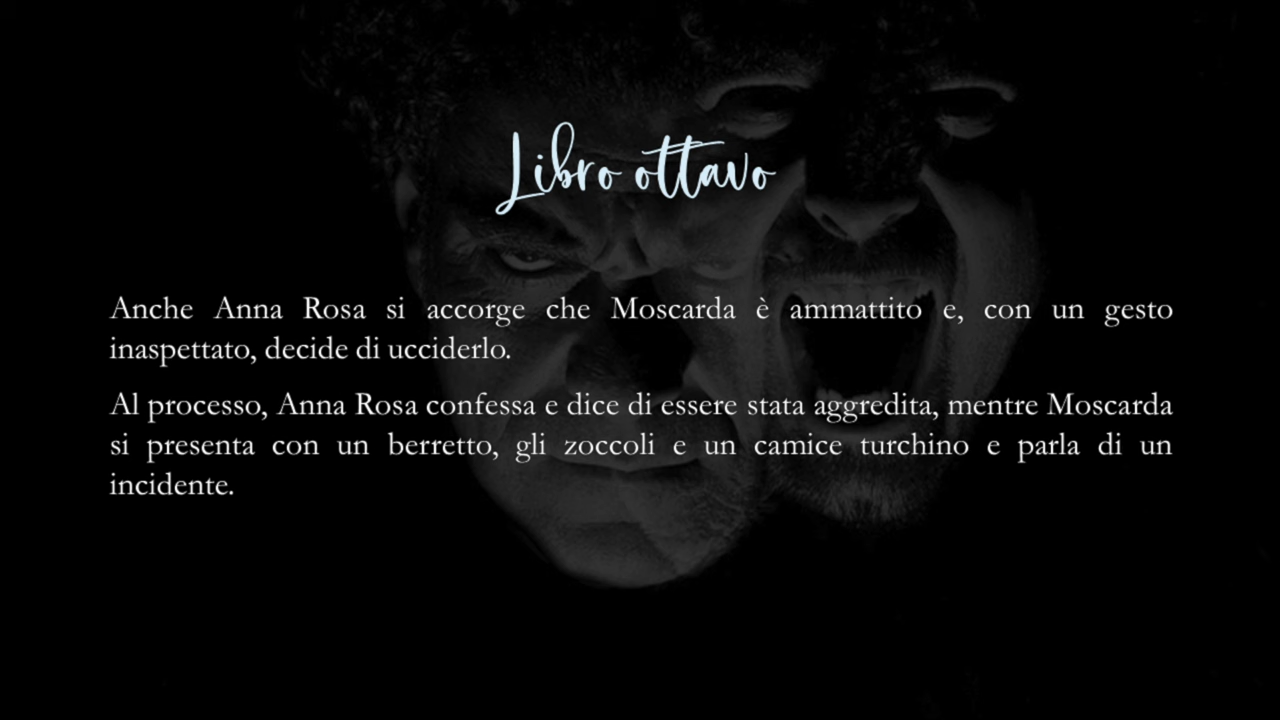 Libro ottavo
Anche Anna Rosa si accorge che Moscarda è ammattito e, con un gesto
inaspettato, decide di ucciderlo.
Al processo, Anna Rosa confessa e dice di essere stata aggredita, mentre Moscarda
si presenta con un berretto, gli zoccoli e un camice turchino e parla di un
incidente.